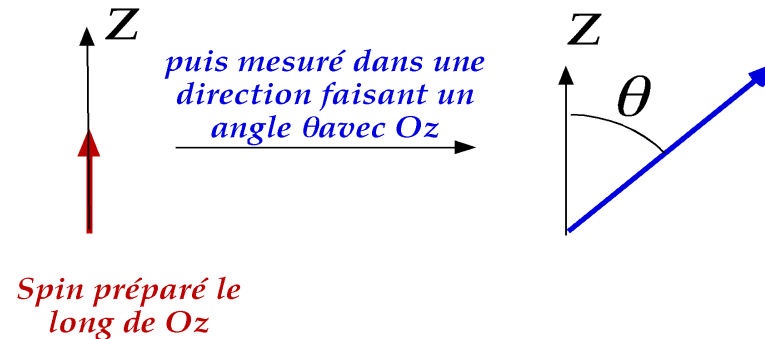 Z
puis mesuré dans une
direction faisant un
angle θavec Oz
Z
θ
Spin préparé le
long de Oz